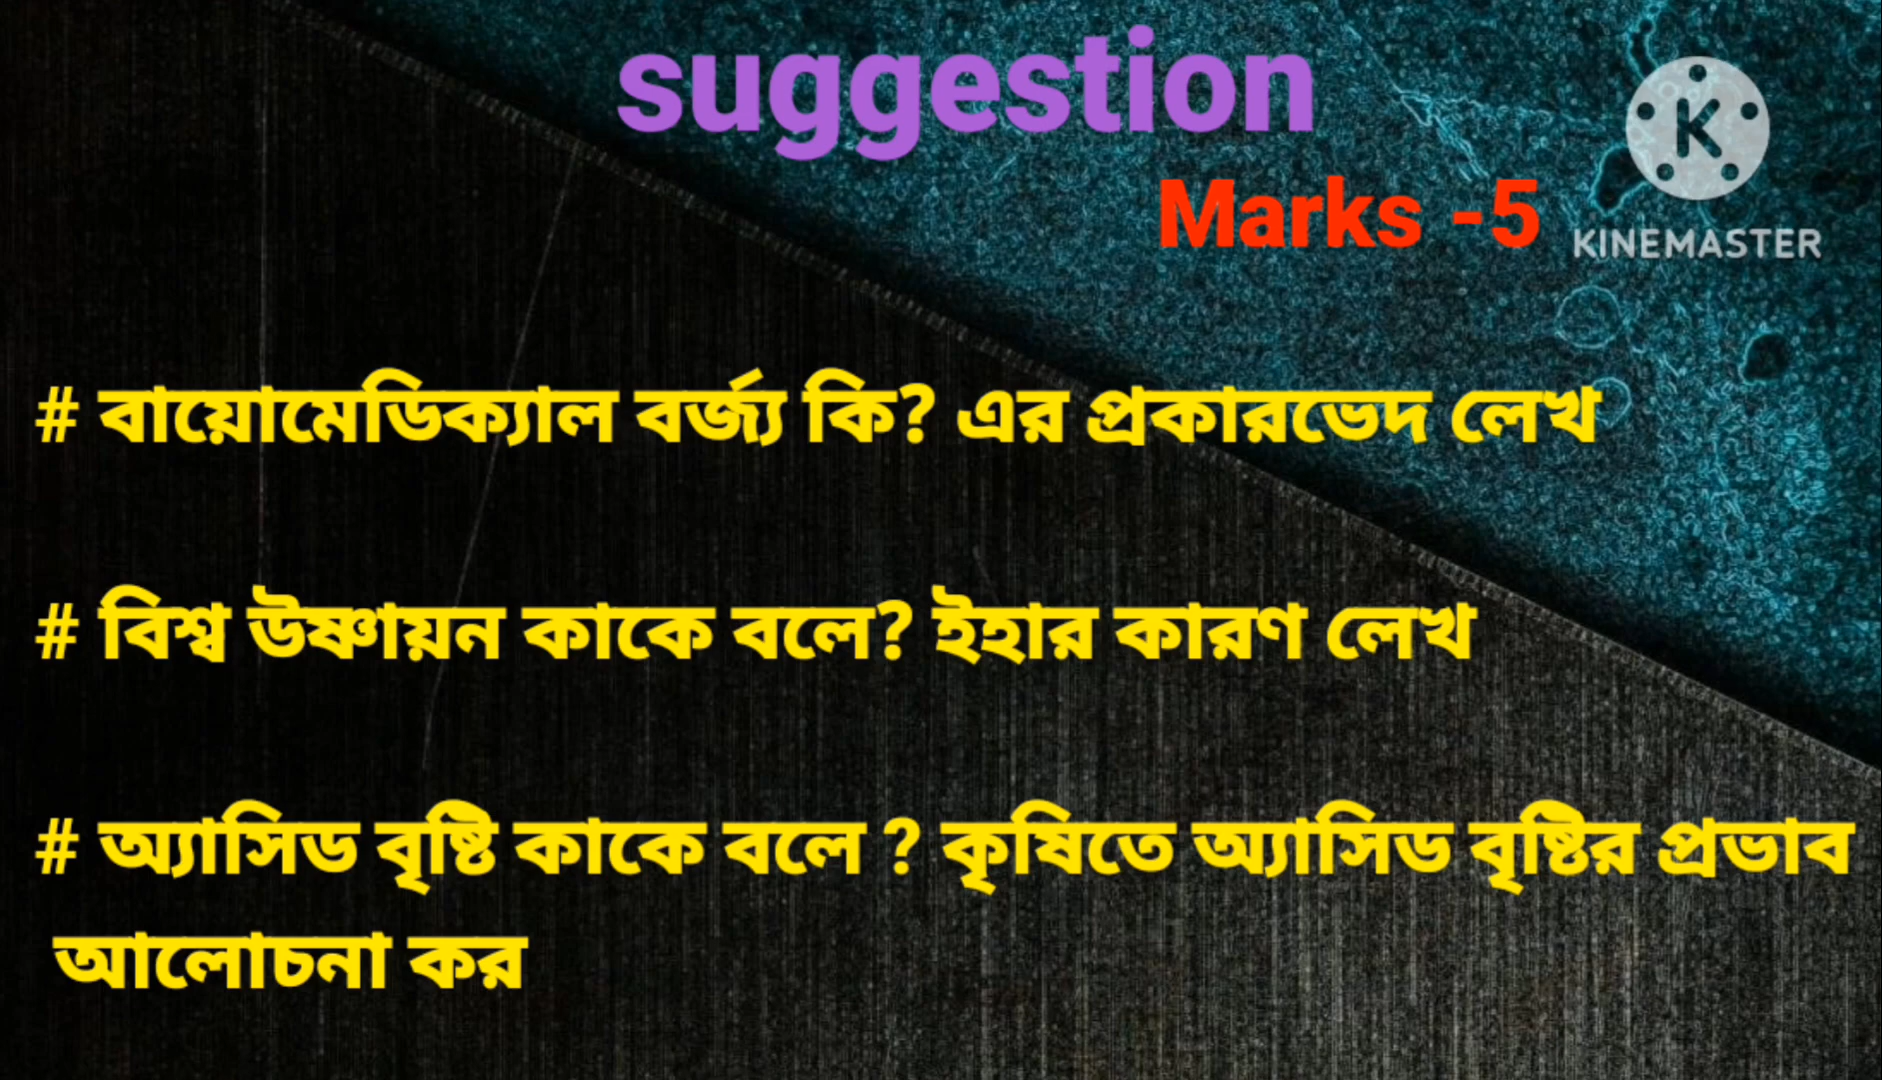 suggestion
Marks -5
KINEMASTER
# বায়োমেডিক্যাল বর্জ্য কি? এর প্রকারভেদ লেখ
# বিশ্ব উষ্ণায়ন কাকে বলে? ইহার কারণ লেখ
# অ্যাসিড বৃষ্টি কাকে বলে ? কৃষিতে অ্যাসিড বৃষ্টির প্রভাব
আলোচনা কর